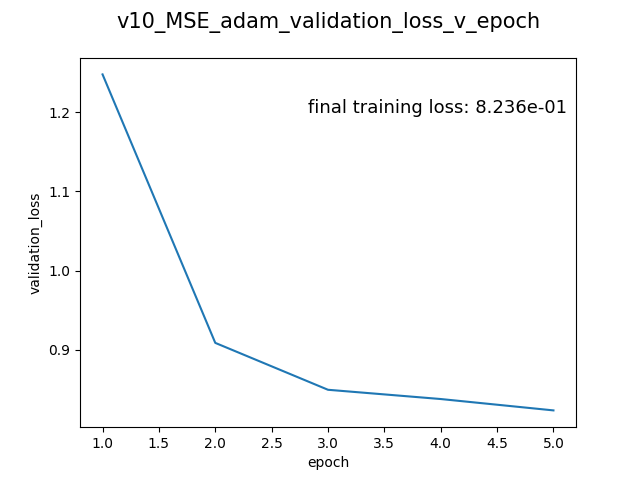 v10_MSE_adam_validation_loss_v_epoch
final training loss: 8.236e-01
1.2
1.1
1.0
0.9
validation_loss
1.0 1.5 2.0 2.5 3.0 3.5 4.0 4.5 5.0
epoch